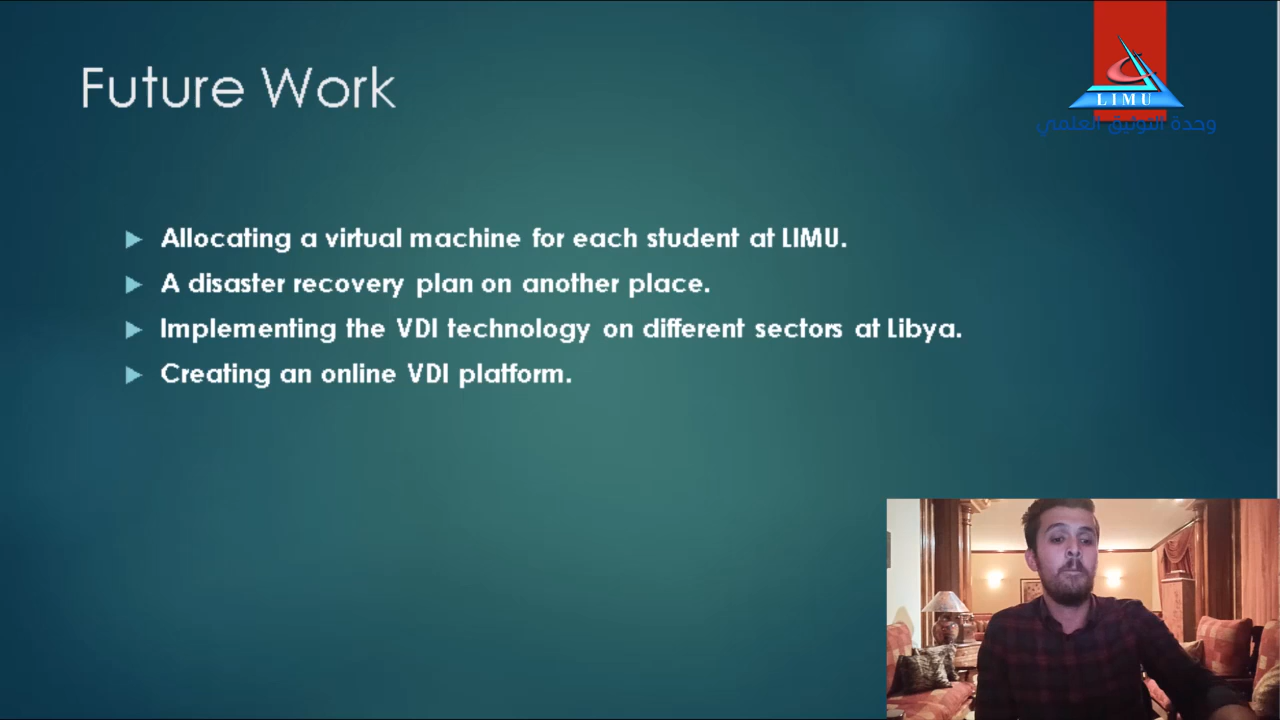 Future Work
LIMU
وحدة التوثيق العلمي
Allocating a virtual machine for each student at LIMU.
A disaster recovery plan on another place.
Implementing the VDI technology on different sectors at Libya.
Creating an online VDI platform.